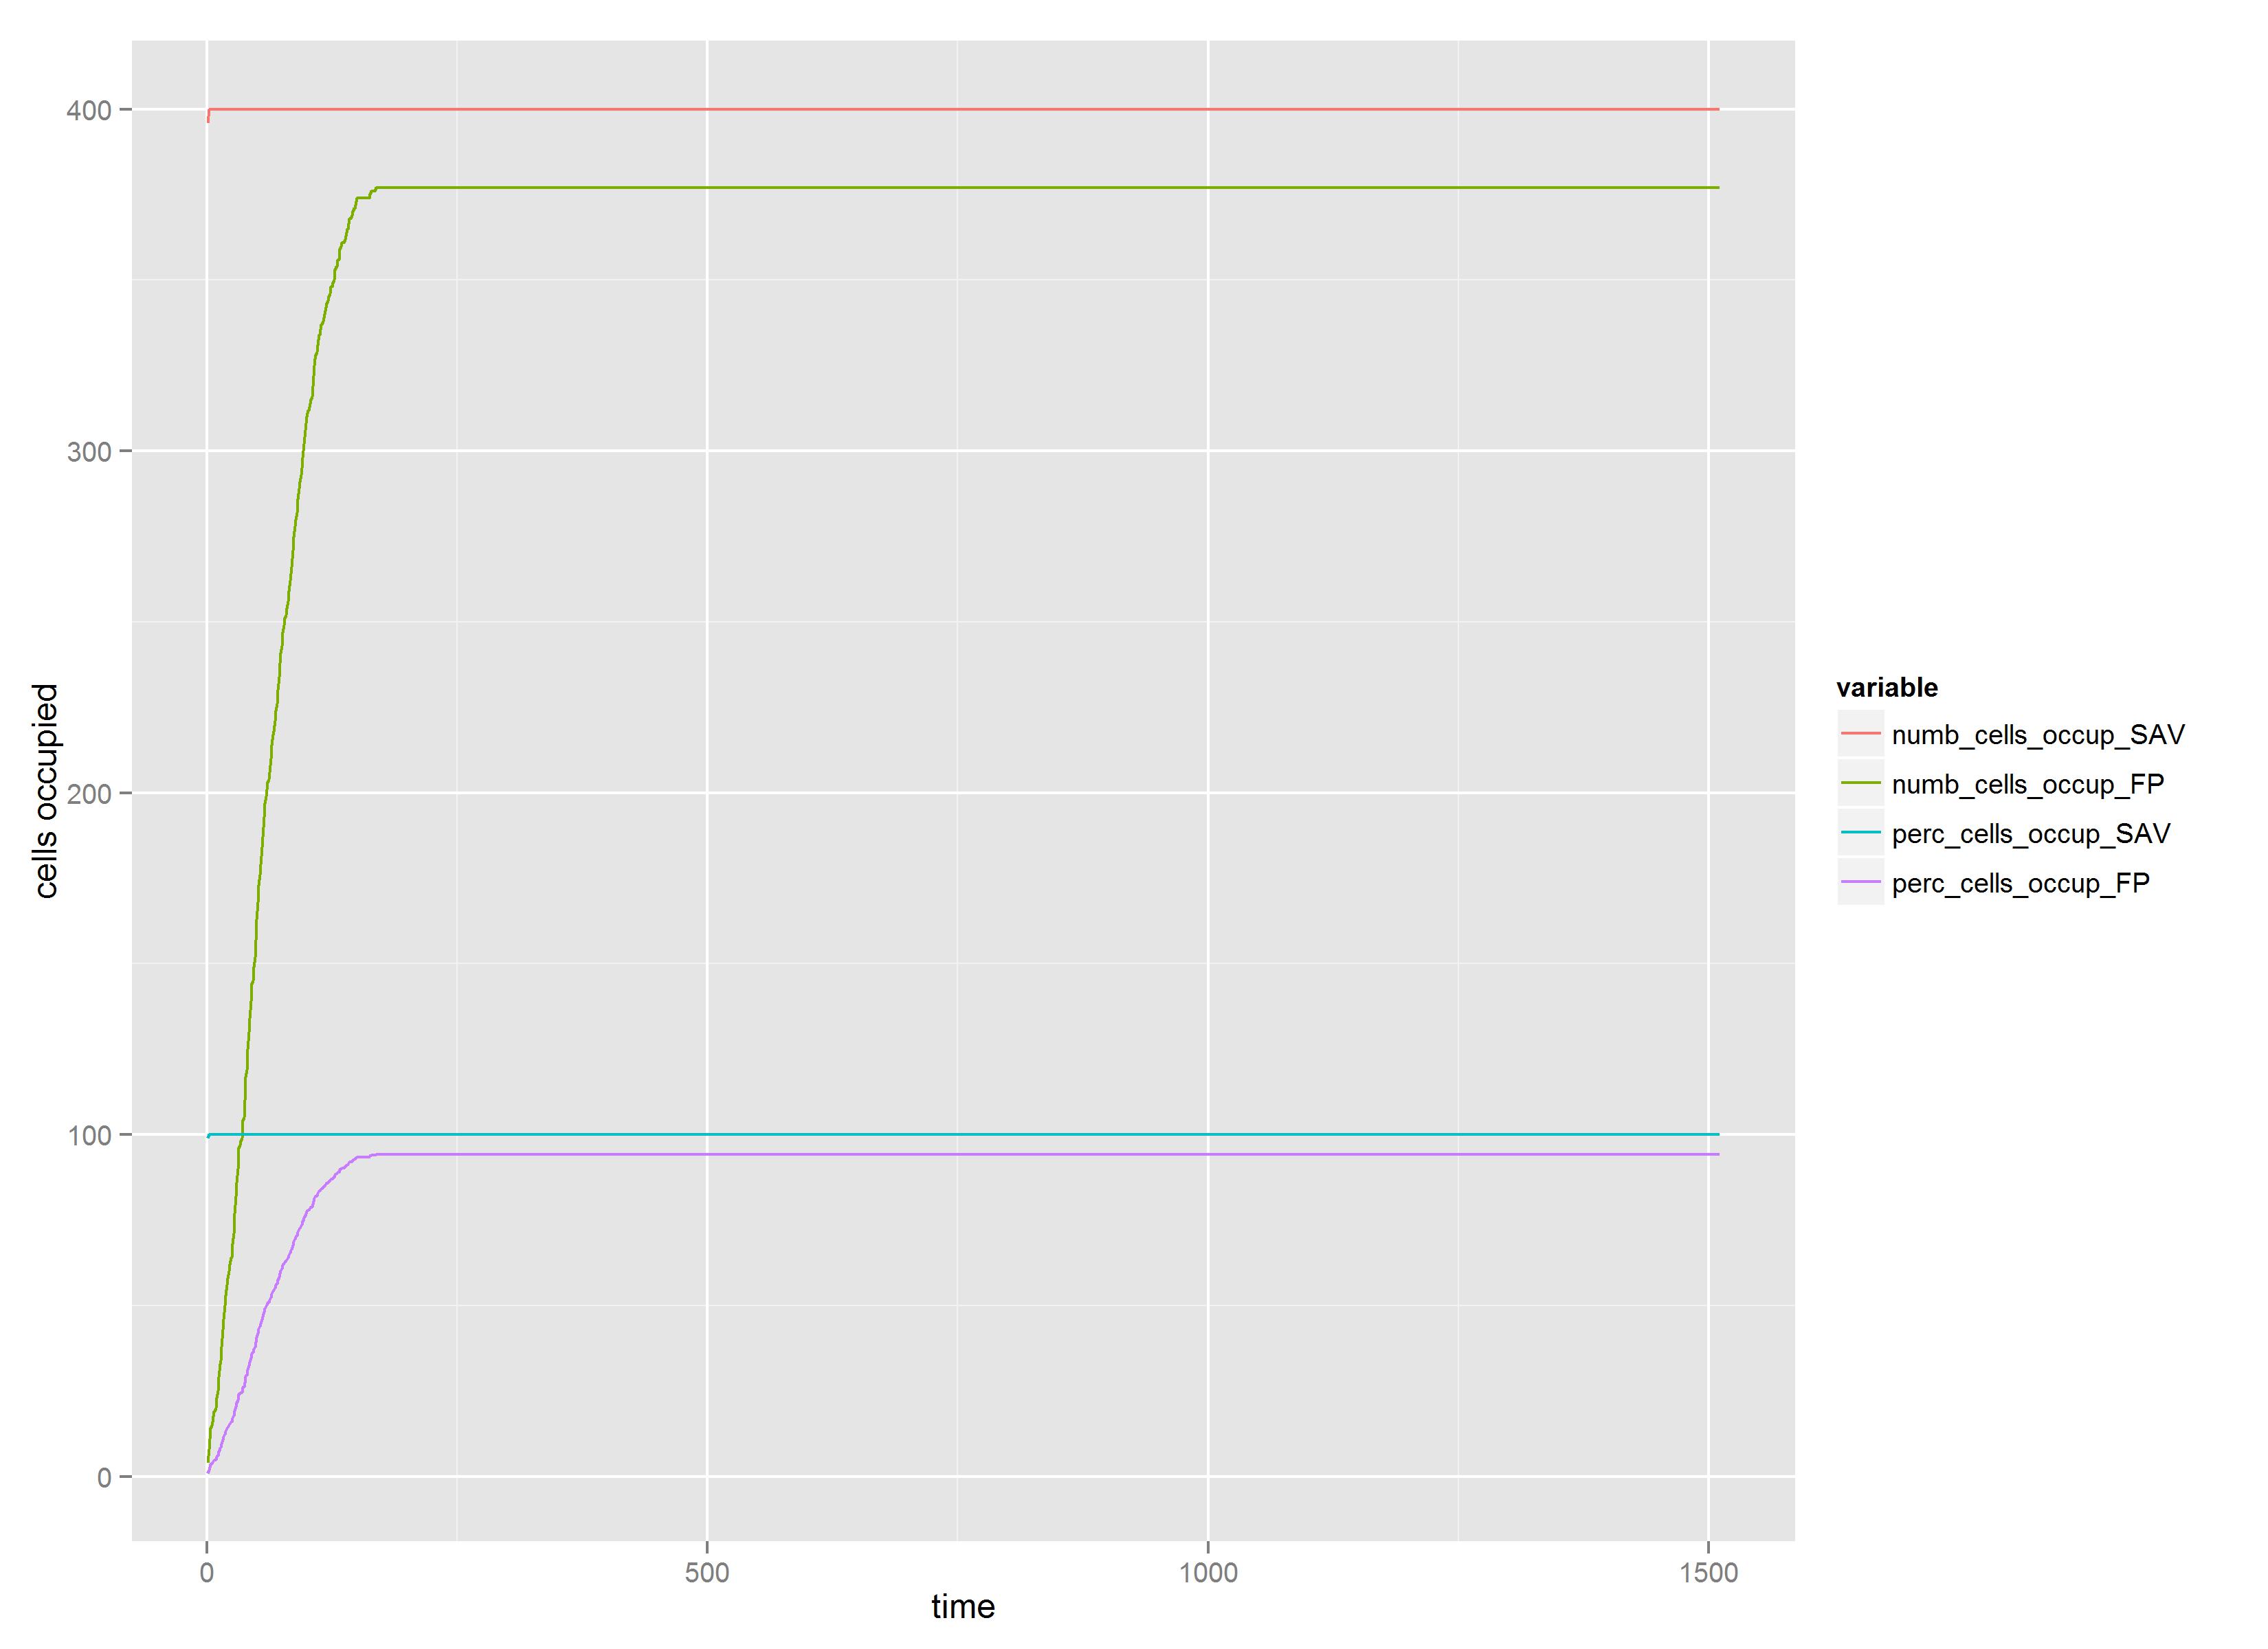 cells occupied
400
300
200
100
0
0 500 1000 1500
time
variable
numb_cells_occup_SAV
numb_cells_occup_FP
perc_cells_occup_SAV
perc_cells_occup_FP